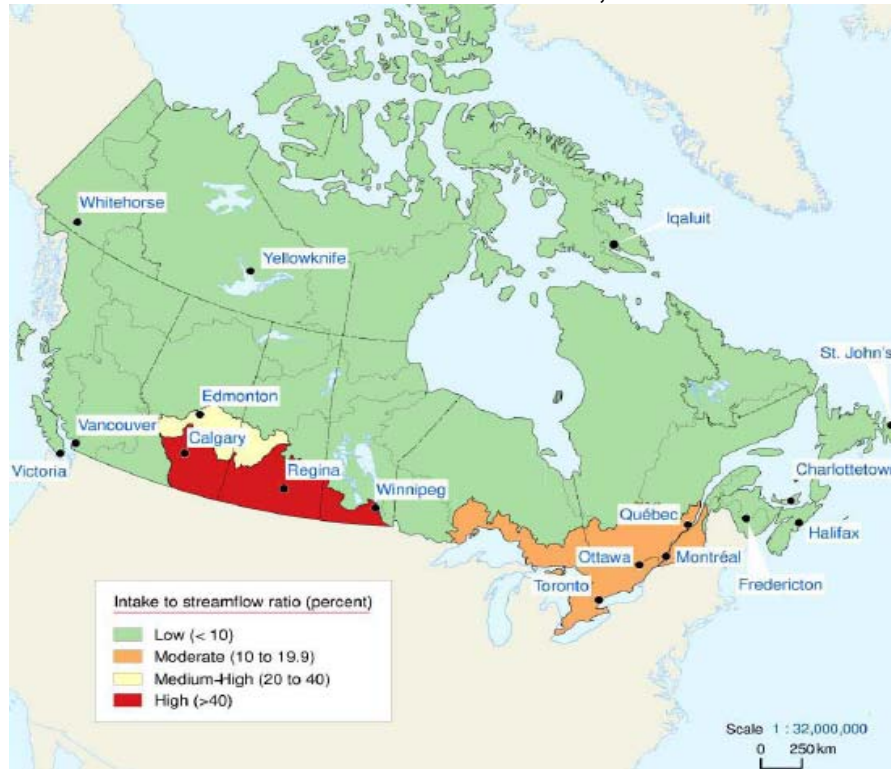 Whitehorse
Iqaluit
Yellowknife
St. John's
Edmonton
Vancouver
Calgary
Victoria
Regina
Winnipeg
Charlottetown
Québec
Halifax
Ottawa
Montréal
Toronto
Fredericton
Intake to streamflow ratio (percent)
Low (< 10)
Moderate (10 to 19.9)
Medium-High (20 to 40)
High (>40)
Scale 1 : 32,000,000
0 250 km